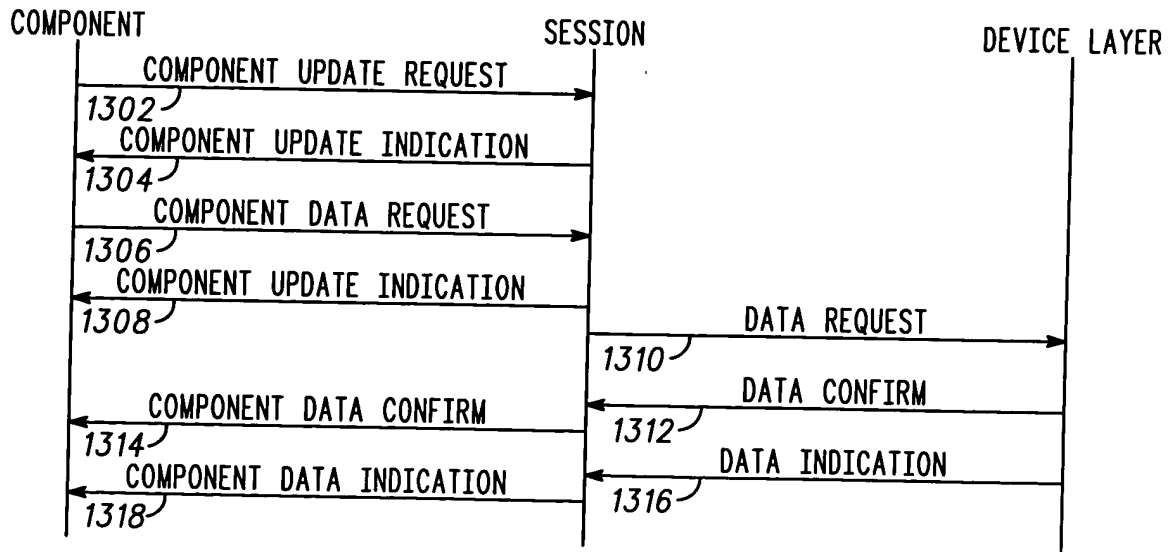 COMPONENT
SESSION
DEVICE LAYER
COMPONENT UPDATE REQUEST
1302
COMPONENT UPDATE INDICATION
1304
COMPONENT DATA REQUEST
1306
COMPONENT UPDATE INDICATION
1308
DATA REQUEST
1310
DATA CONFIRM
1312
COMPONENT DATA CONFIRM
1314
DATA INDICATION
1316
COMPONENT DATA INDICATION
1318